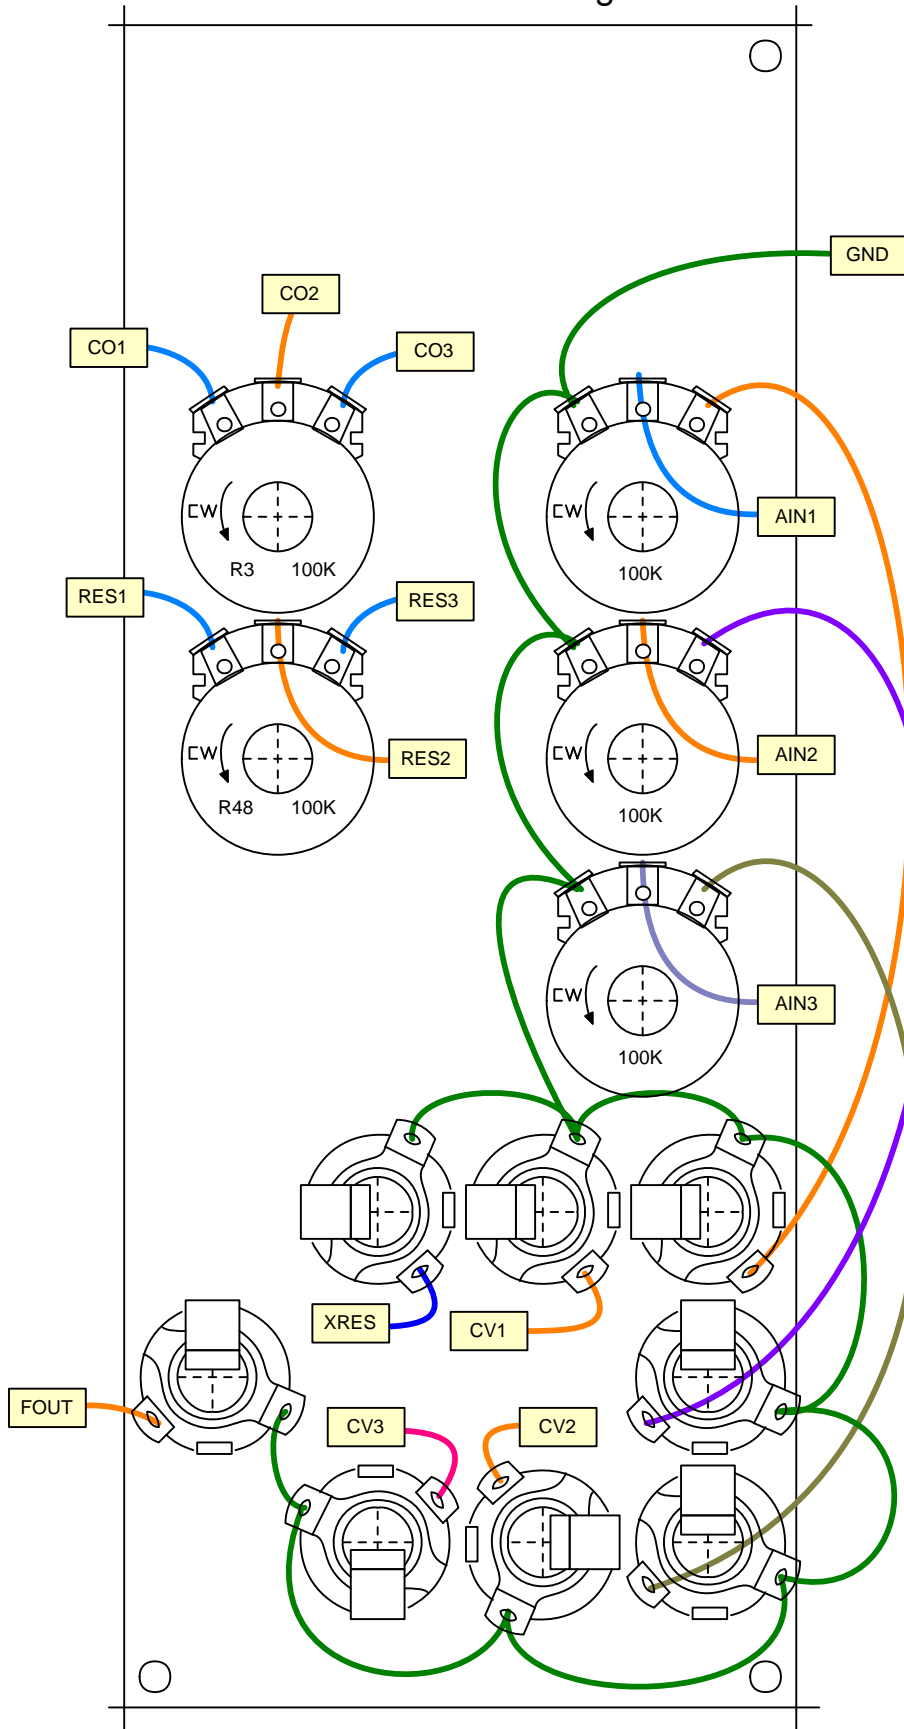 g
GND
CO2
CO1
CO3
CW
R3 100K
CW
100K
AIN1
RES1
RES3
CW
R48 100K
RES2
CW
100K
AIN2
CW
100K
AIN3
XRES
CV1
FOUT
CV3
CV2